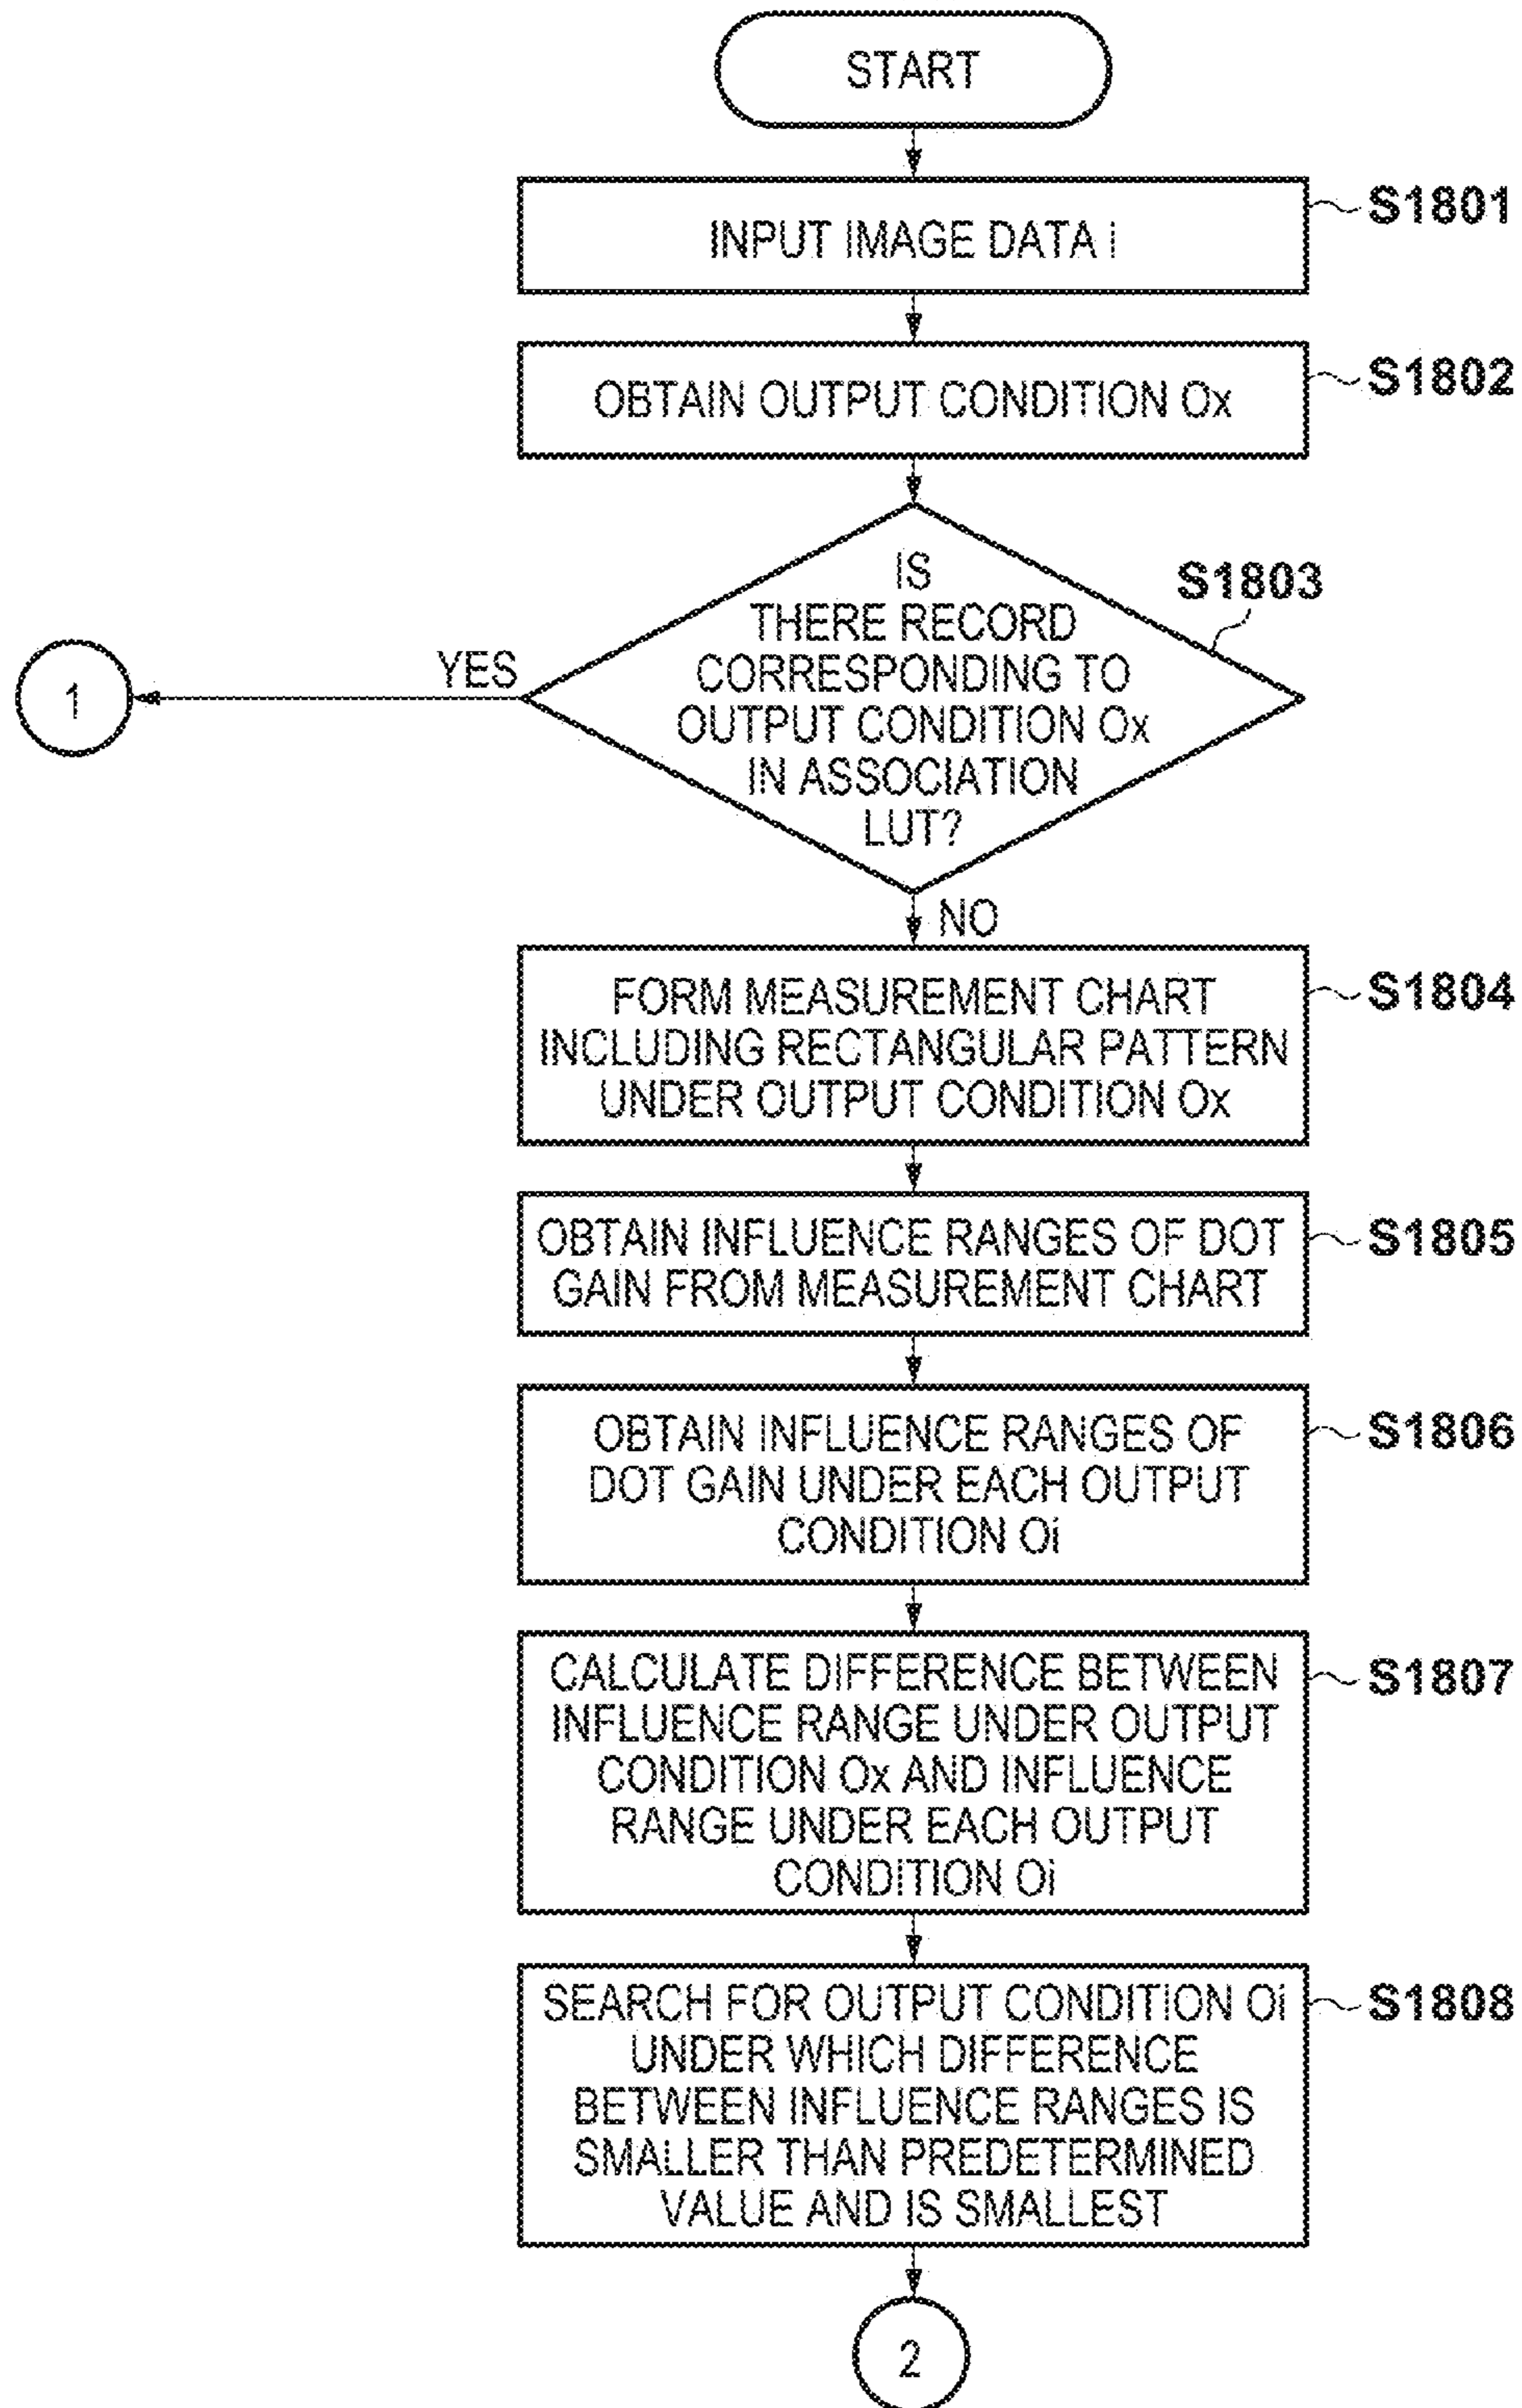 START
INPUT IMAGE DATA i
S1801
OBTAIN OUTPUT CONDITION Ox
S1802
IS
THERE RECORD
CORRESPONDING TO
OUTPUT CONDITION Ox
IN ASSOCIATION
LUT?
S1803
YES
1
NO
FORM MEASUREMENT CHART
INCLUDING RECTANGULAR PATTERN
UNDER OUTPUT CONDITION Ox
S1804
OBTAIN INFLUENCE RANGES OF DOT
GAIN FROM MEASUREMENT CHART
S1805
OBTAIN INFLUENCE RANGES OF
DOT GAIN UNDER EACH OUTPUT
CONDITION Oi
S1806
CALCULATE DIFFERENCE BETWEEN
INFLUENCE RANGE UNDER OUTPUT
CONDITION Ox AND INFLUENCE
RANGE UNDER EACH OUTPUT
CONDITION Oi
S1807
SEARCH FOR OUTPUT CONDITION Oi
UNDER WHICH DIFFERENCE
BETWEEN INFLUENCE RANGES IS
SMALLER THAN PREDETERMINED
VALUE AND IS SMALLEST
S1808
2